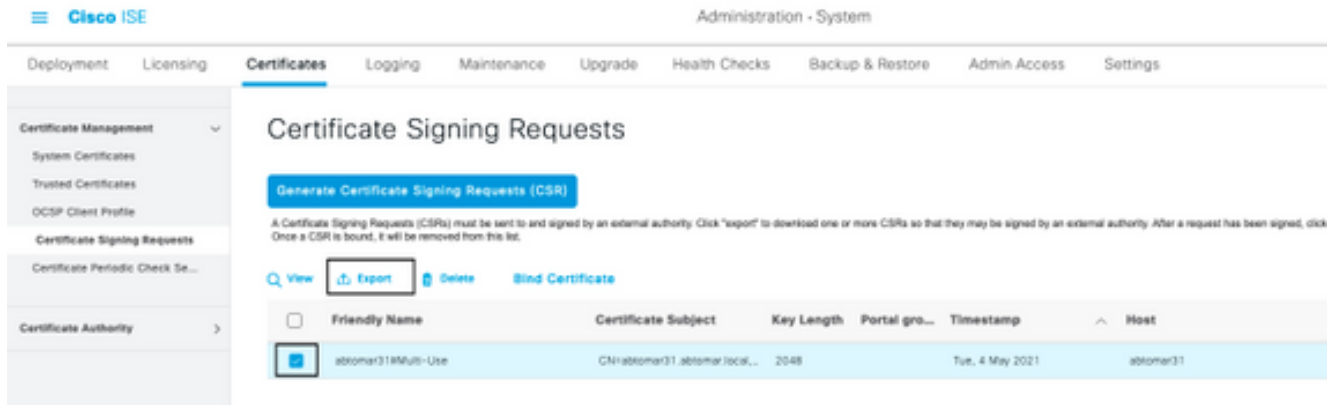 Cisco ISE
Administration - System
Deployment Licensing Certificates Logging Maintenance Upgrade Health Checks Backup & Restore Admin Access Settings
Certificate Management
System Certificates
Trusted Certificates
OCSP Client Profile
Certificate Signing Requests
Certificate Periodic Check Se...
Certificate Authority
Certificate Signing Requests
Generate Certificate Signing Requests (CSR)
A Certificate Signing Requests (CSRs) must be sent to and signed by an external authority. Click "export" to download one or more CSRs so that they may be signed by an external authority. After a request has been signed, click
Once a CSR is bound, it will be removed from this list.
View Export Delete Bind Certificate
Friendly Name Certificate Subject Key Length Portal gro... Timestamp Host
abtomar31#Multi-Use CN=abtomar31.abtomar.local,... 2048 Tue, 4 May 2021 abtomar31